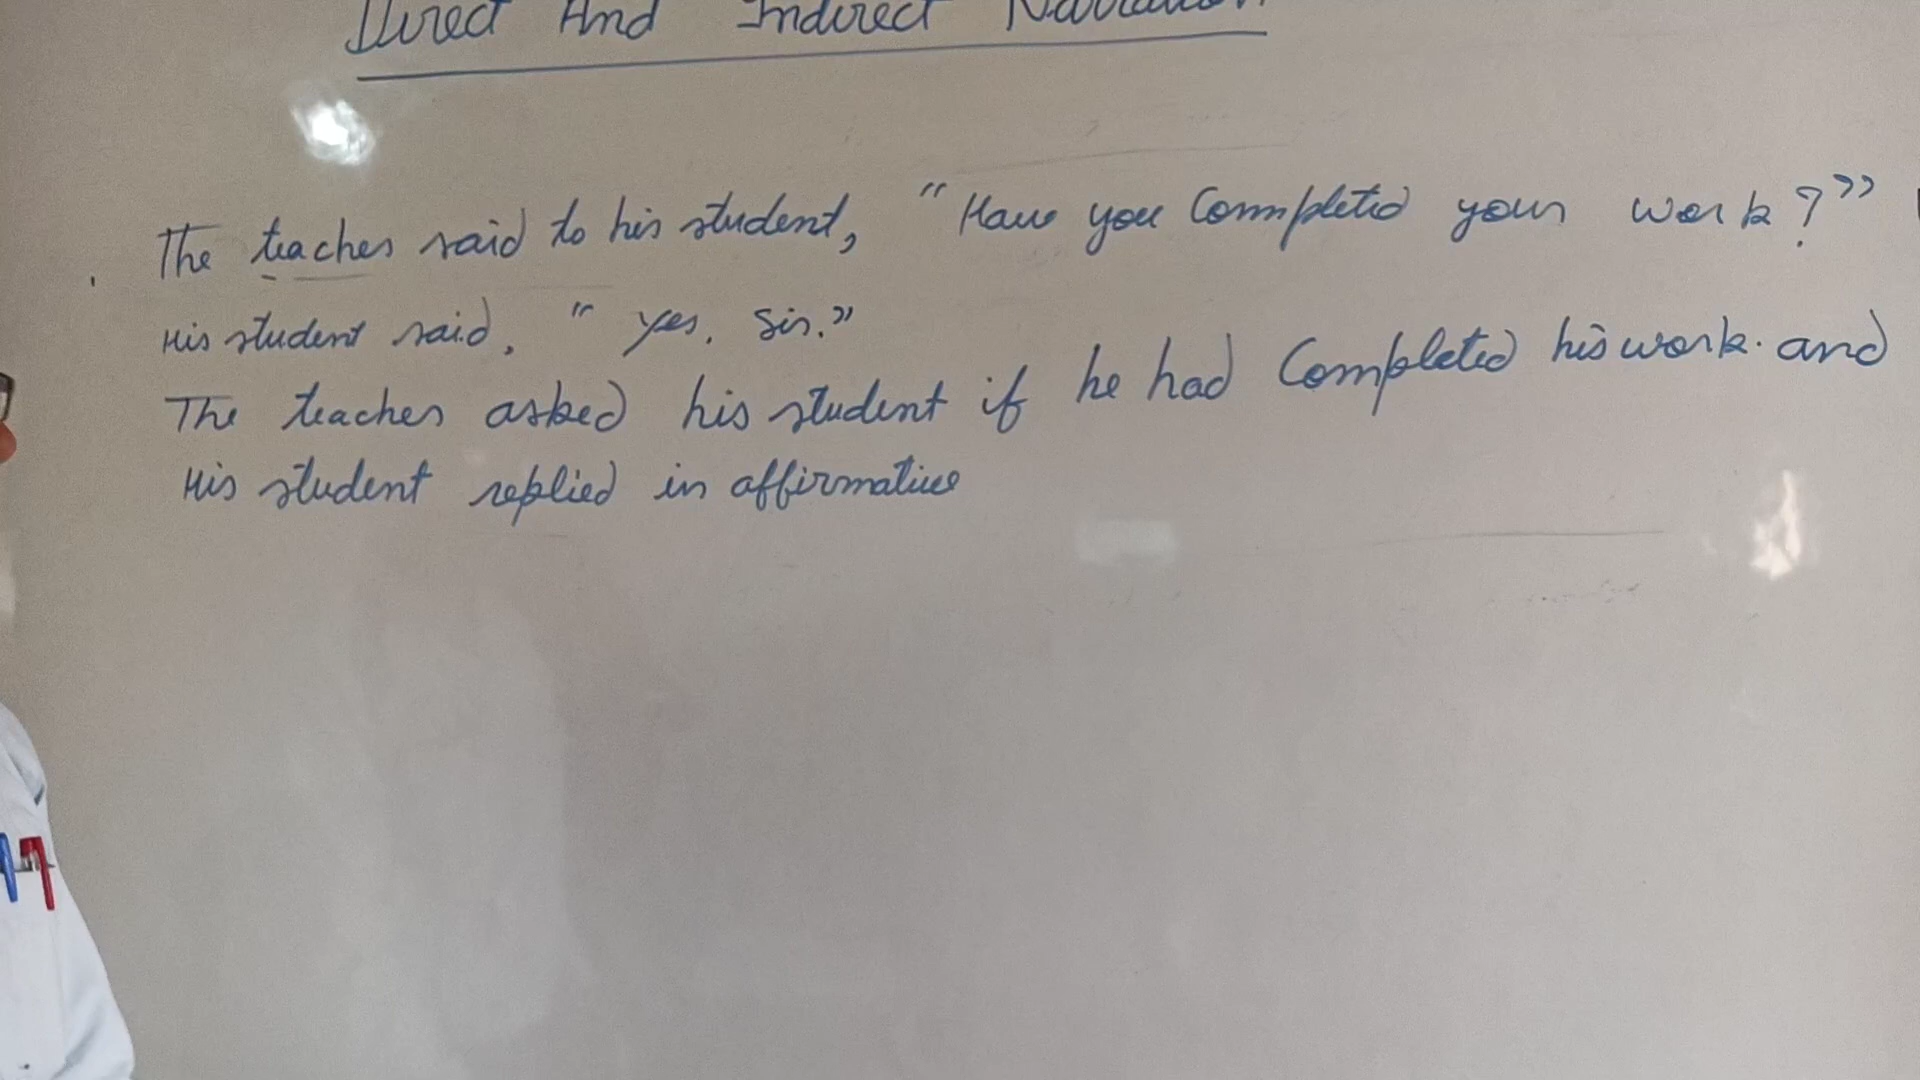 Direct And Indirect Narration
The teacher said to his student, "Have you Completed your work?"
His student said, "Yes, Sir."
The teacher asked his student if he had Completed his work. and
His student replied in affirmative